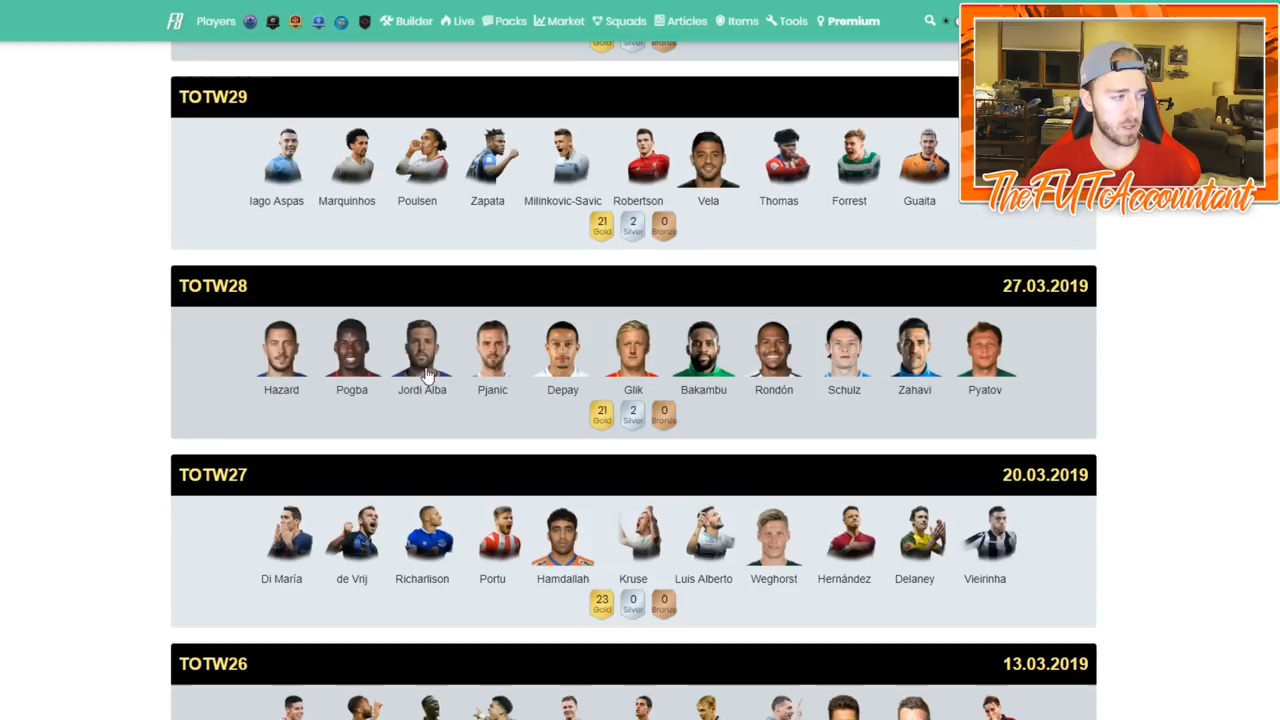 F8 Players Builder Live Packs Market Squads Articles Items Tools Premium
Gold Silver Bronze
TheFUTAccountant
TOTW29
Iago Aspas Marquinhos Poulsen Zapata Milinkovic-Savic Robertson Vela Thomas Forrest Guaita
21 2 0
Gold Silver Bronze
TOTW28 27.03.2019
Hazard Pogba Jordi Alba Pjanic Depay Glik Bakambu Rondón Schulz Zahavi Pyatov
21 2 0
Gold Silver Bronze
TOTW27 20.03.2019
Di María de Vrij Richarlison Portu Hamdallah Kruse Luis Alberto Weghorst Hernández Delaney Vieirinha
23 0 0
Gold Silver Bronze
TOTW26 13.03.2019